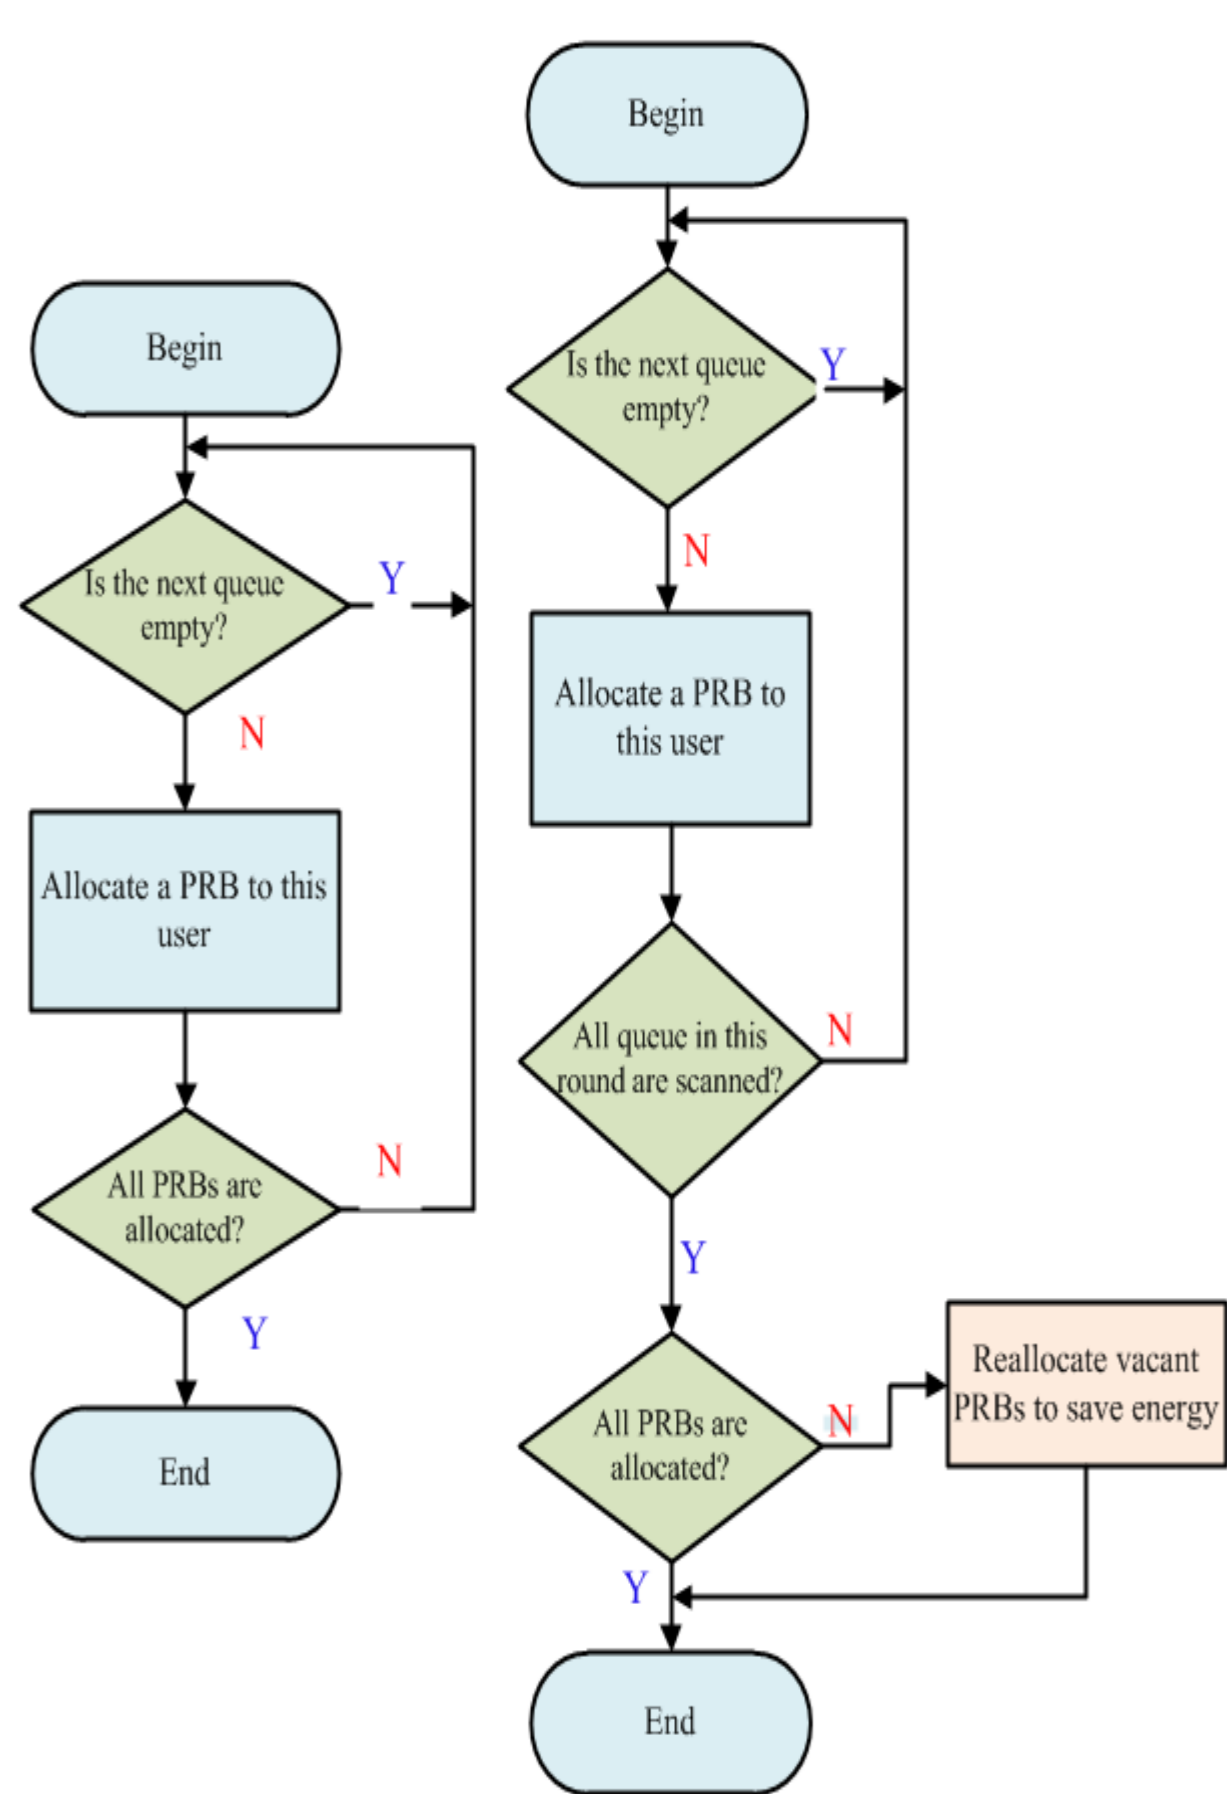 Begin
Is the next queue
empty?
Y
N
Allocate a PRB to this
user
All PRBs are
allocated?
N
Y
End
Begin
Is the next queue
empty?
Y
N
Allocate a PRB to
this user
All queue in this
round are scanned?
N
Y
All PRBs are
allocated?
N
Reallocate vacant
PRBs to save energy
Y
End